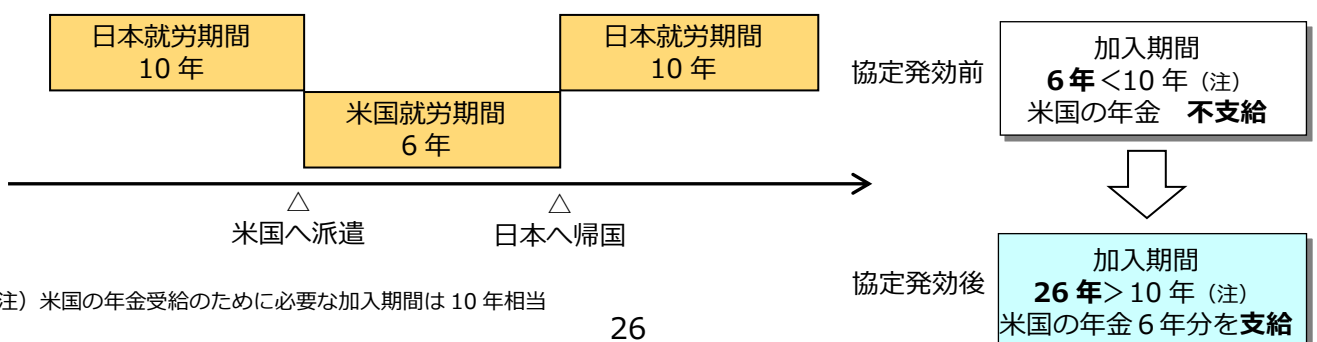 日本就労期間
10 年
米国就労期間
6 年
日本就労期間
10 年
△
米国へ派遣
△
日本へ帰国
注）米国の年金受給のために必要な加入期間は 10 年相当
協定発効前
加入期間
6年＜10 年（注）
米国の年金　不支給
協定発効後
加入期間
26 年＞10 年（注）
米国の年金６年分を支給
26